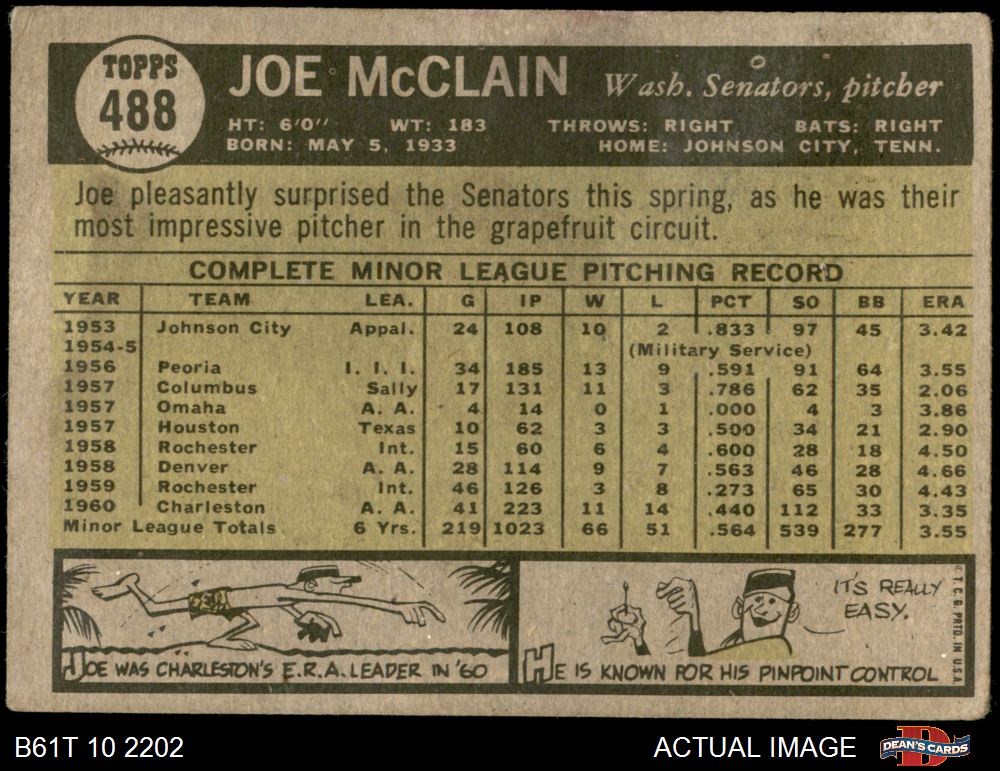 TOPPS
488
JOE McCLAIN Wash. Senators, pitcher
HT: 6'0" WT: 183 THROWS: RIGHT BATS: RIGHT
BORN: MAY 5, 1933 HOME: JOHNSON CITY, TENN.
Joe pleasantly surprised the Senators this spring, as he was their
most impressive pitcher in the grapefruit circuit.
COMPLETE MINOR LEAGUE PITCHING RECORD
YEAR TEAM LEA. G IP W L PCT SO BB ERA
1953 Johnson City Appal. 24 108 10 2 .833 97 45 3.42
1954-5 (Military Service)
1956 Peoria I. I. I. 34 185 13 9 .591 91 64 3.55
1957 Columbus Sally 17 131 11 3 .786 62 35 2.06
1957 Omaha A. A. 4 14 0 1 .000 4 3 3.86
1957 Houston Texas 10 62 3 3 .500 34 21 2.90
1958 Rochester Int. 15 60 6 4 .600 28 18 4.50
1958 Denver A. A. 28 114 9 7 .563 46 28 4.66
1959 Rochester Int. 46 126 3 8 .273 65 30 4.43
1960 Charleston A. A. 41 223 11 14 .440 112 33 3.35
Minor League Totals 6 Yrs. 219 1023 66 51 .564 539 277 3.55
JOE WAS CHARLESTON'S E.R.A. LEADER IN '60
IT'S REALLY
EASY.
HE IS KNOWN FOR HIS PINPOINT CONTROL
© T. C. G. PRTD. IN U.S.A.
B61T 10 2202 ACTUAL IMAGE DEAN'S CARDS